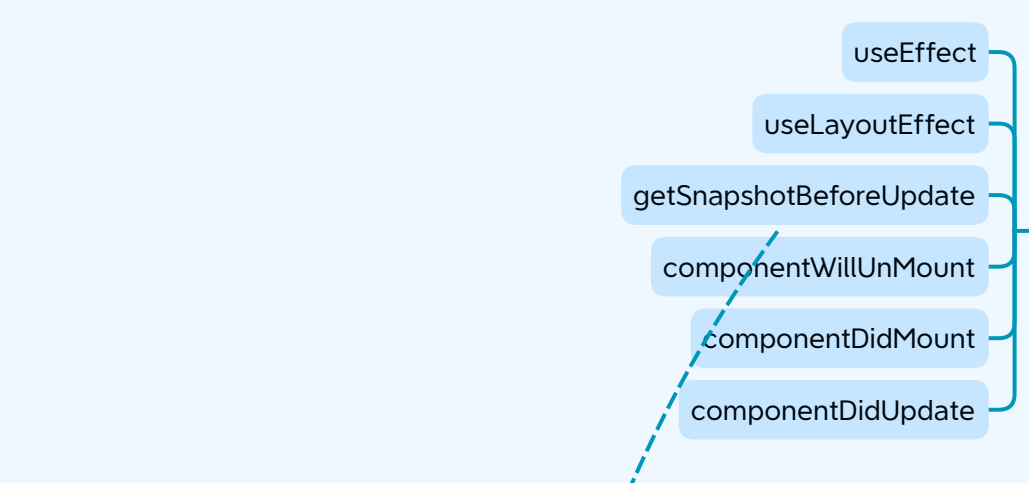 useEffect
useLayoutEffect
getSnapshotBeforeUpdate
componentWillUnMount
componentDidMount
componentDidUpdate